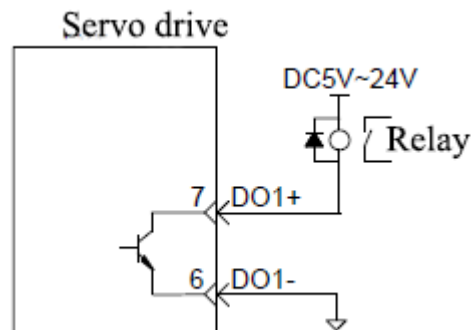 Servo drive
DC5V~24V
Relay
7 DO1+
6 DO1-